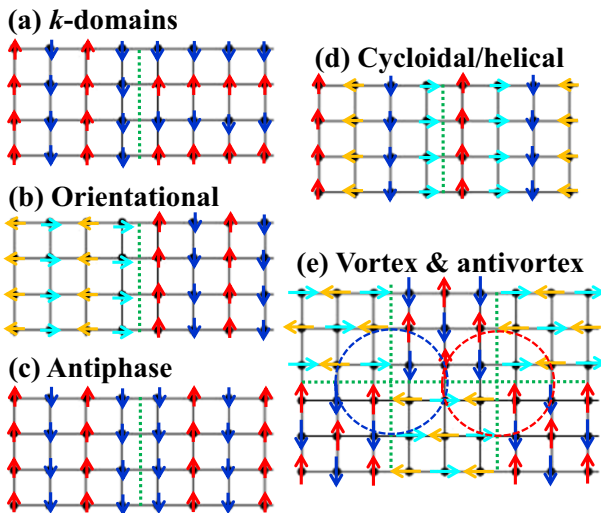 (a) k-domains
(b) Orientational
(c) Antiphase
(d) Cycloidal/helical
(e) Vortex & antivortex